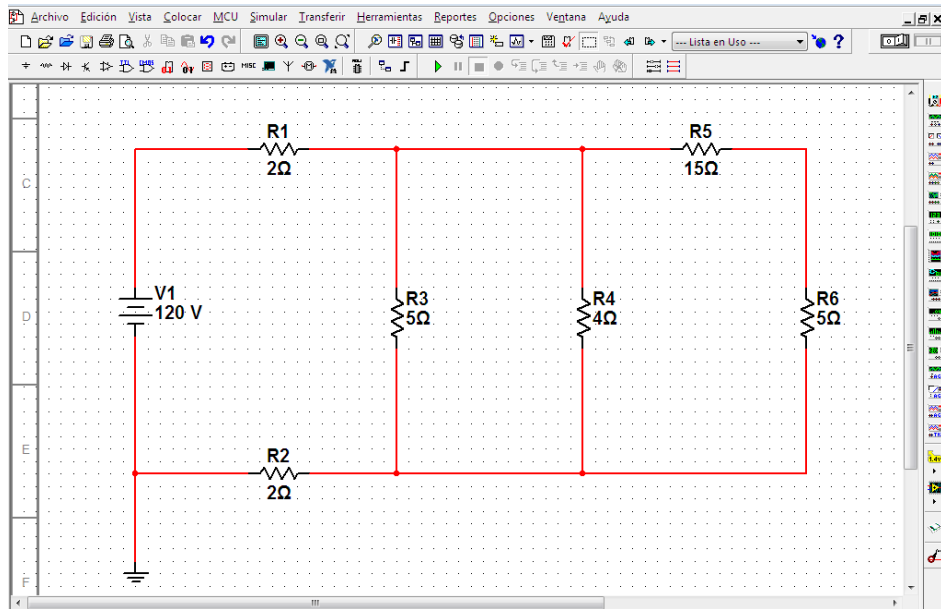 Archivo Edición Vista Colocar MCU Simular Transferir Herramientas Reportes Opciones Ventana Ayuda
--- Lista en Uso ---
MISC
R1
2Ω
R5
15Ω
C
V1
120 V
R3
5Ω
R4
4Ω
R6
5Ω
D
R2
2Ω
E
F